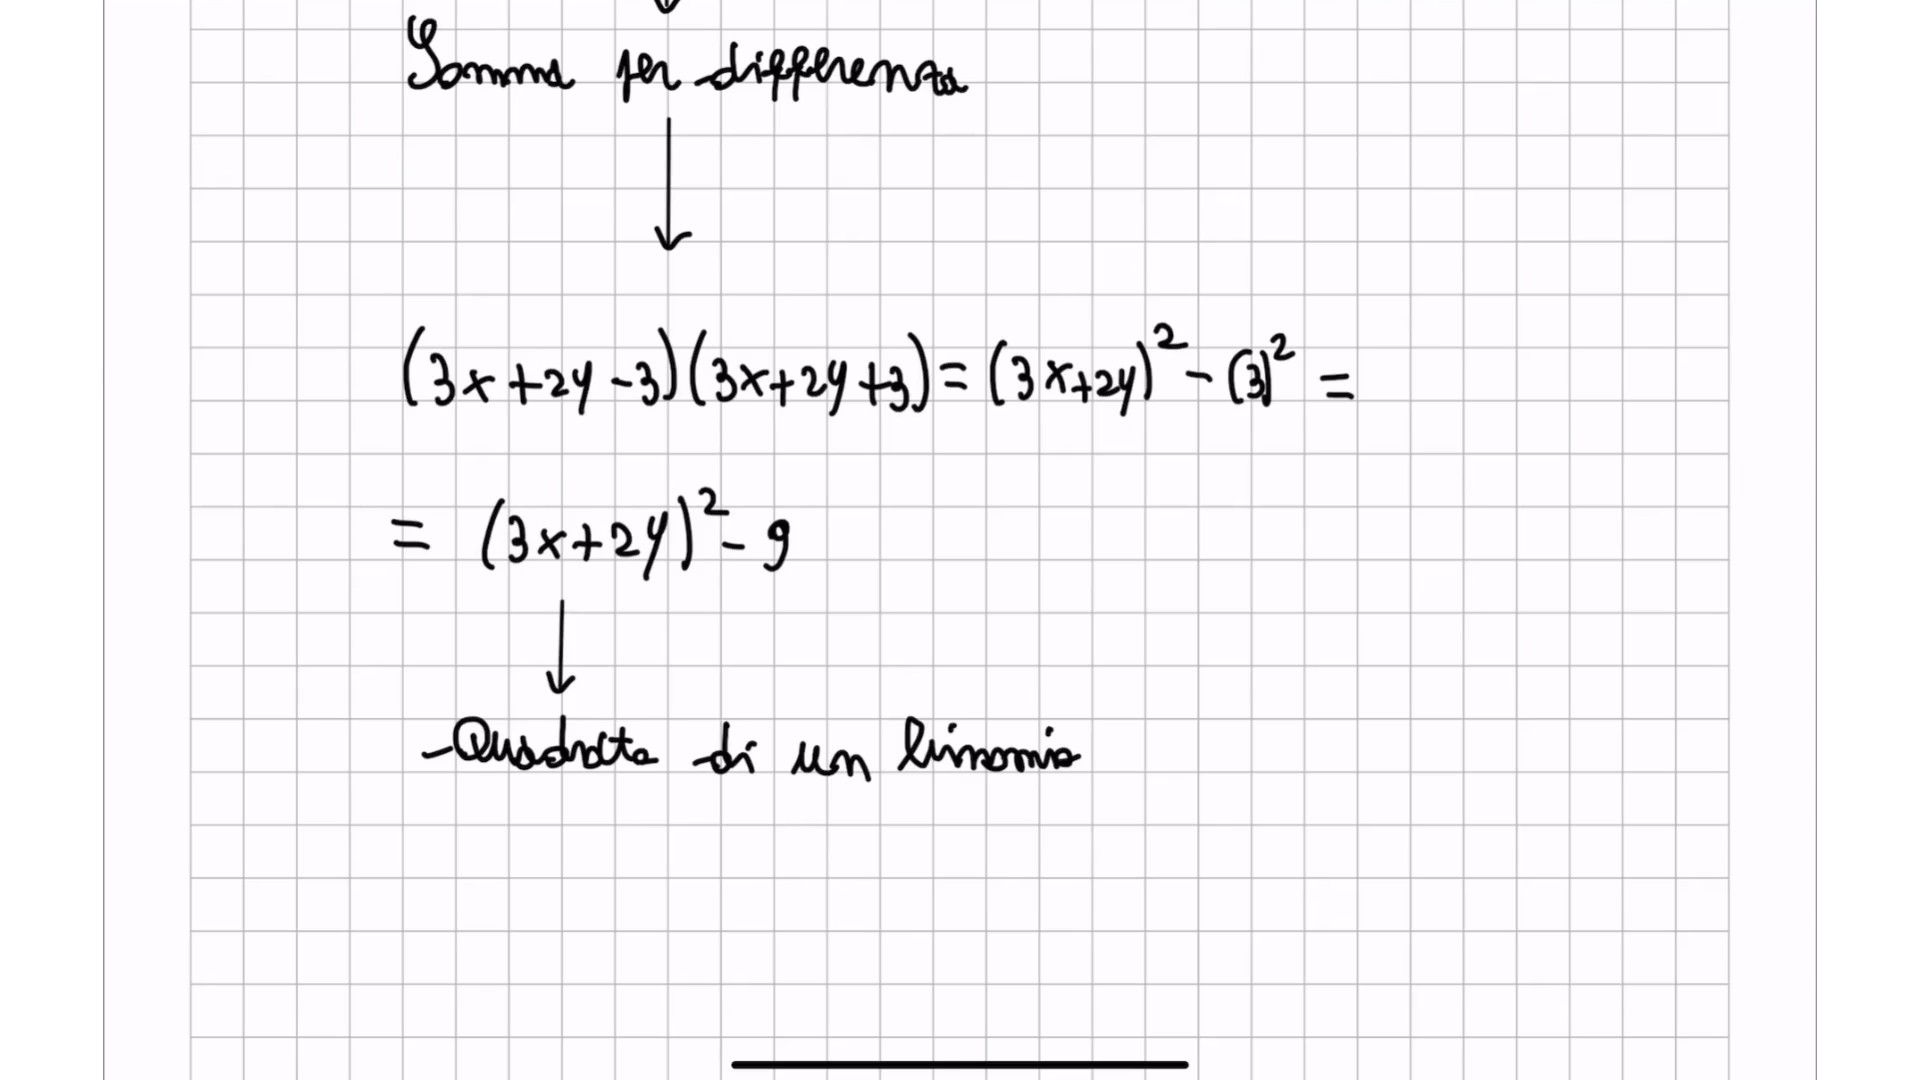 Somma per differenza
(3x+2y-3)(3x+2y+3)=(3x+2y)²-(3)²=
= (3x+2y)²-9
Quadrato di un binomio